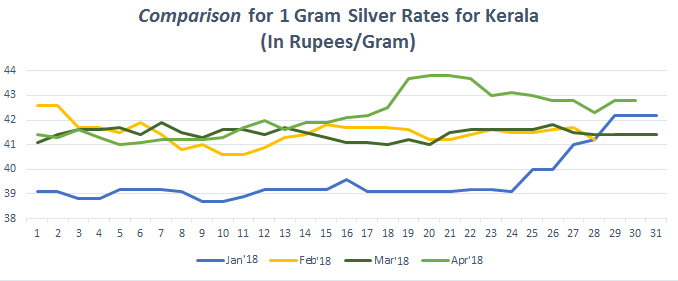 Comparison for 1 Gram Silver Rates for Kerala
(In Rupees/Gram)
44
43
42
41
40
39
38
1 2 3 4 5 6 7 8 9 10 11 12 13 14 15 16 17 18 19 20 21 22 23 24 25 26 27 28 29 30 31
Jan'18 Feb'18 Mar'18 Apr'18